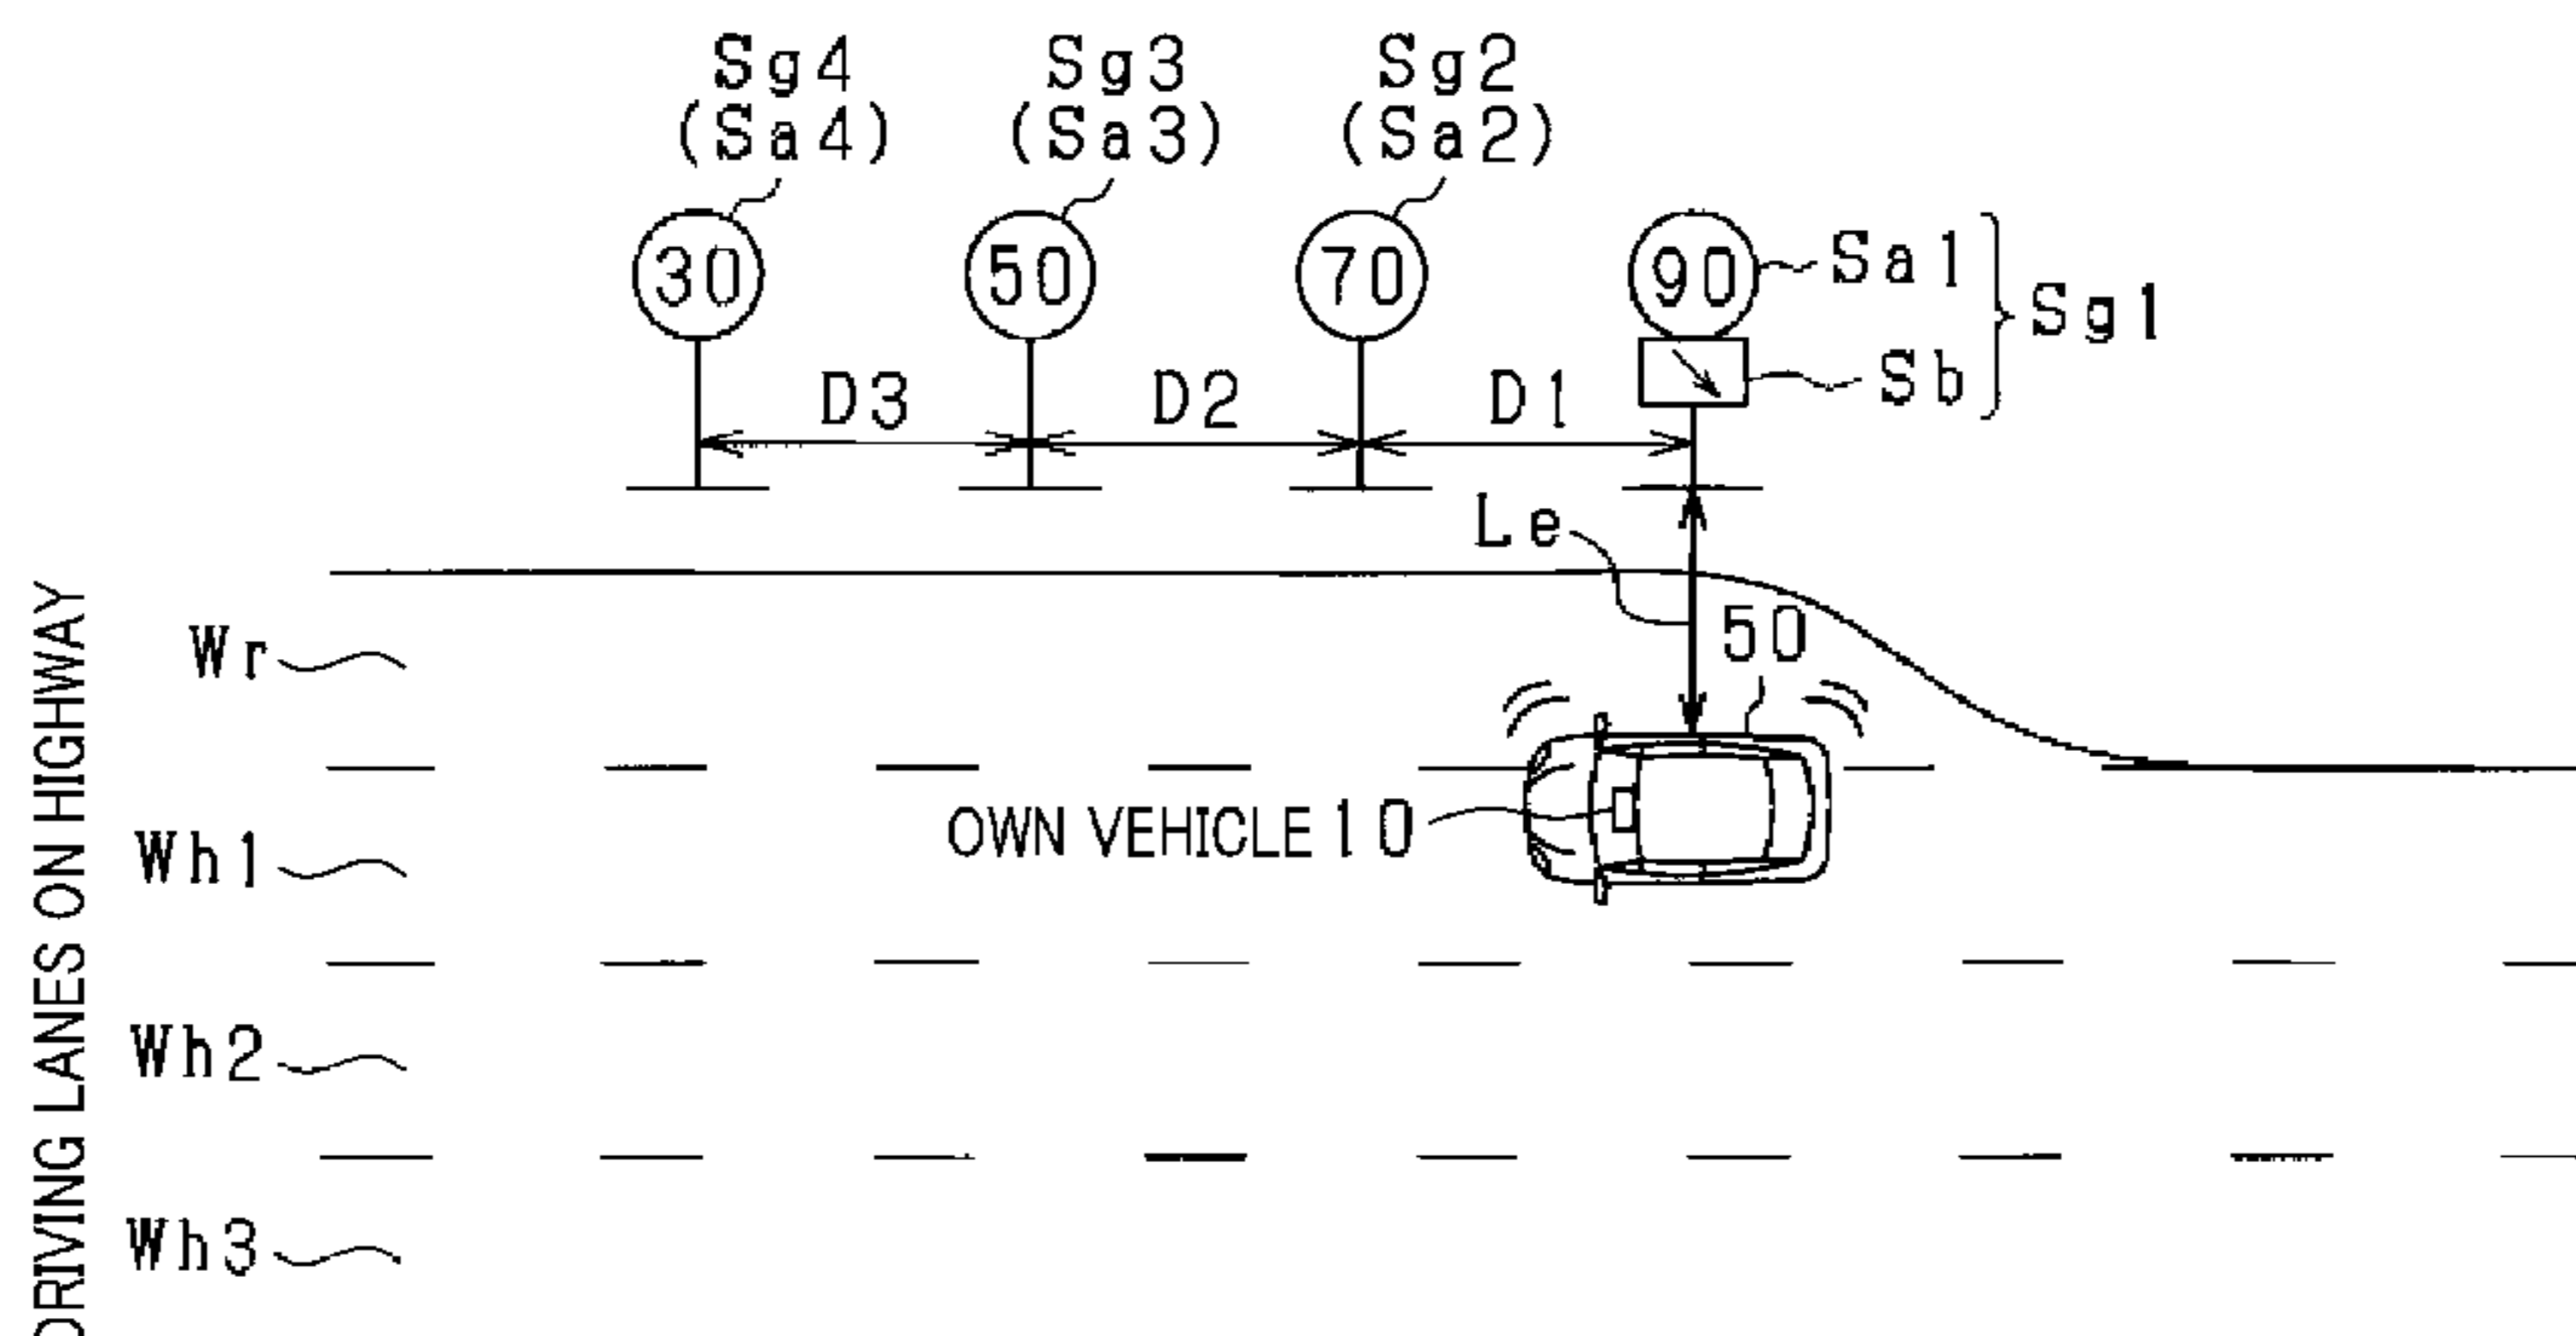 Sg4 Sg3 Sg2
(Sa4) (Sa3) (Sa2)
30 50 70 90 Sa1
Sg1
Sb
D3 D2 D1
Le
50
Wr
OWN VEHICLE 10
Wh1
Wh2
Wh3
DRIVING LANES ON HIGHWAY